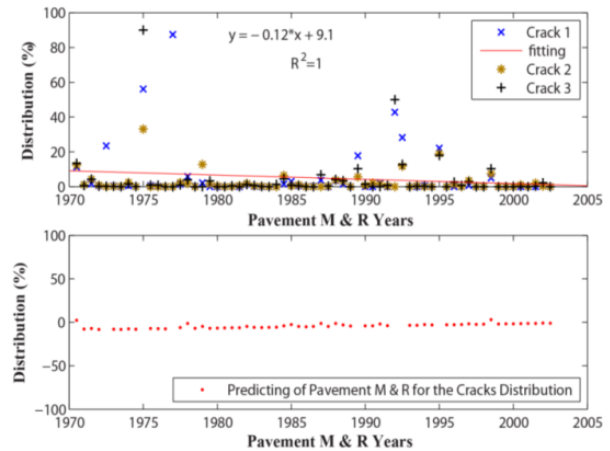 100
80
60
40
20
0
Distribution (%)
y = − 0.12*x + 9.1
R²=1
Crack 1
fitting
Crack 2
Crack 3
1970 1975 1980 1985 1990 1995 2000 2005
Pavement M & R Years
100
50
0
−50
−100
Distribution (%)
Predicting of Pavement M & R for the Cracks Distribution
1970 1975 1980 1985 1990 1995 2000 2005
Pavement M & R Years